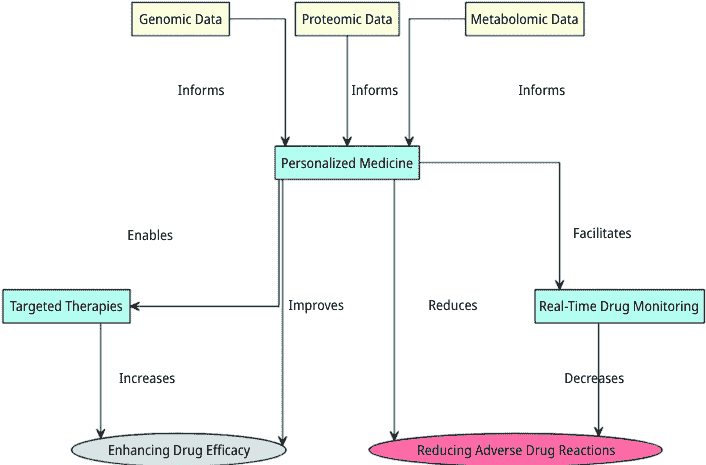 Genomic Data
Proteomic Data
Metabolomic Data
Informs
Informs
Informs
Personalized Medicine
Enables
Facilitates
Targeted Therapies
Improves
Reduces
Real-Time Drug Monitoring
Increases
Decreases
Enhancing Drug Efficacy
Reducing Adverse Drug Reactions